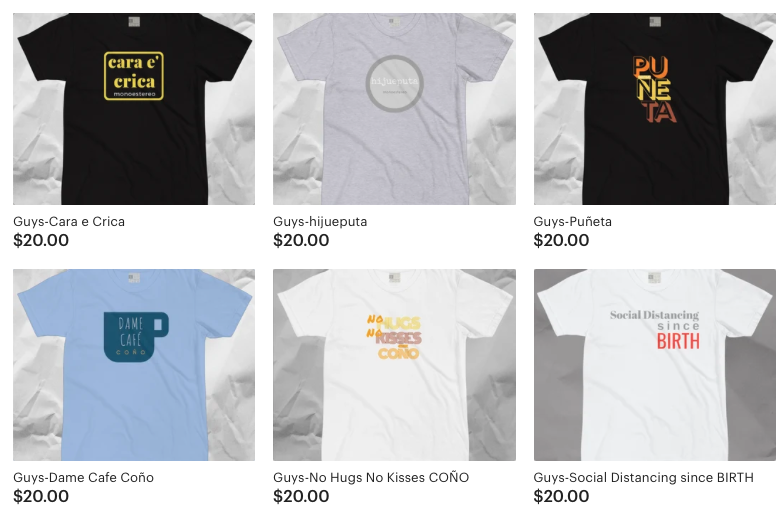 cara e'
crica
monoestereo
hijueputa
PU
ÑE
TA
Guys-Cara e Crica
$20.00
Guys-hijueputa
$20.00
Guys-Puñeta
$20.00
DAME
CAFÉ
COÑO
NO HUGS
NO KISSES
COÑO
Social Distancing
since
BIRTH
Guys-Dame Cafe Coño
$20.00
Guys-No Hugs No Kisses COÑO
$20.00
Guys-Social Distancing since BIRTH
$20.00